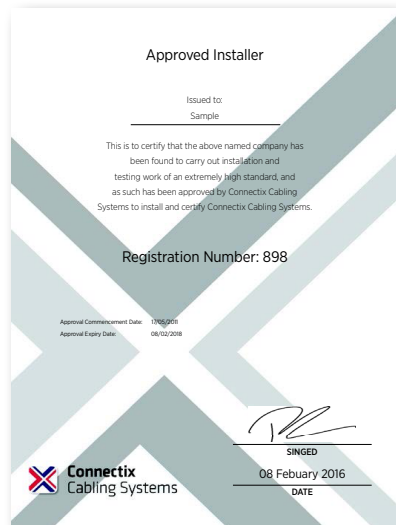 Approved Installer
Issued to:
Sample
This is to certify that the above named company has
been found to carry out installation and
testing work of an extremely high standard, and
as such has been approved by Connectix Cabling
Systems to install and certify Connectix Cabling Systems.
Registration Number: 898
Approval Commencement Date: 17/05/2011
Approval Expiry Date: 08/02/2018
SINGED
08 Febuary 2016
DATE
Connectix
Cabling Systems